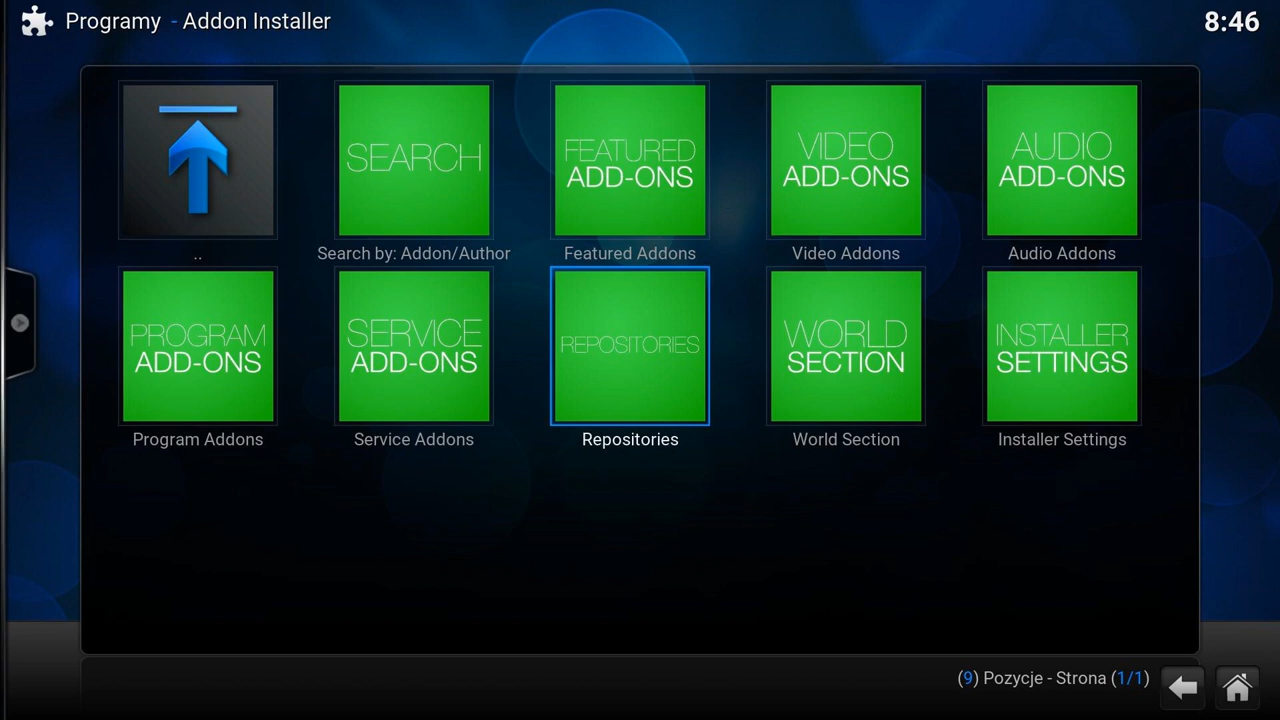 Programy - Addon Installer
8:46
SEARCH
FEATURED
ADD-ONS
VIDEO
ADD-ONS
AUDIO
ADD-ONS
..
Search by: Addon/Author
Featured Addons
Video Addons
Audio Addons
PROGRAM
ADD-ONS
SERVICE
ADD-ONS
REPOSITORIES
WORLD
SECTION
INSTALLER
SETTINGS
Program Addons
Service Addons
Repositories
World Section
Installer Settings
(9) Pozycje - Strona (1/1)